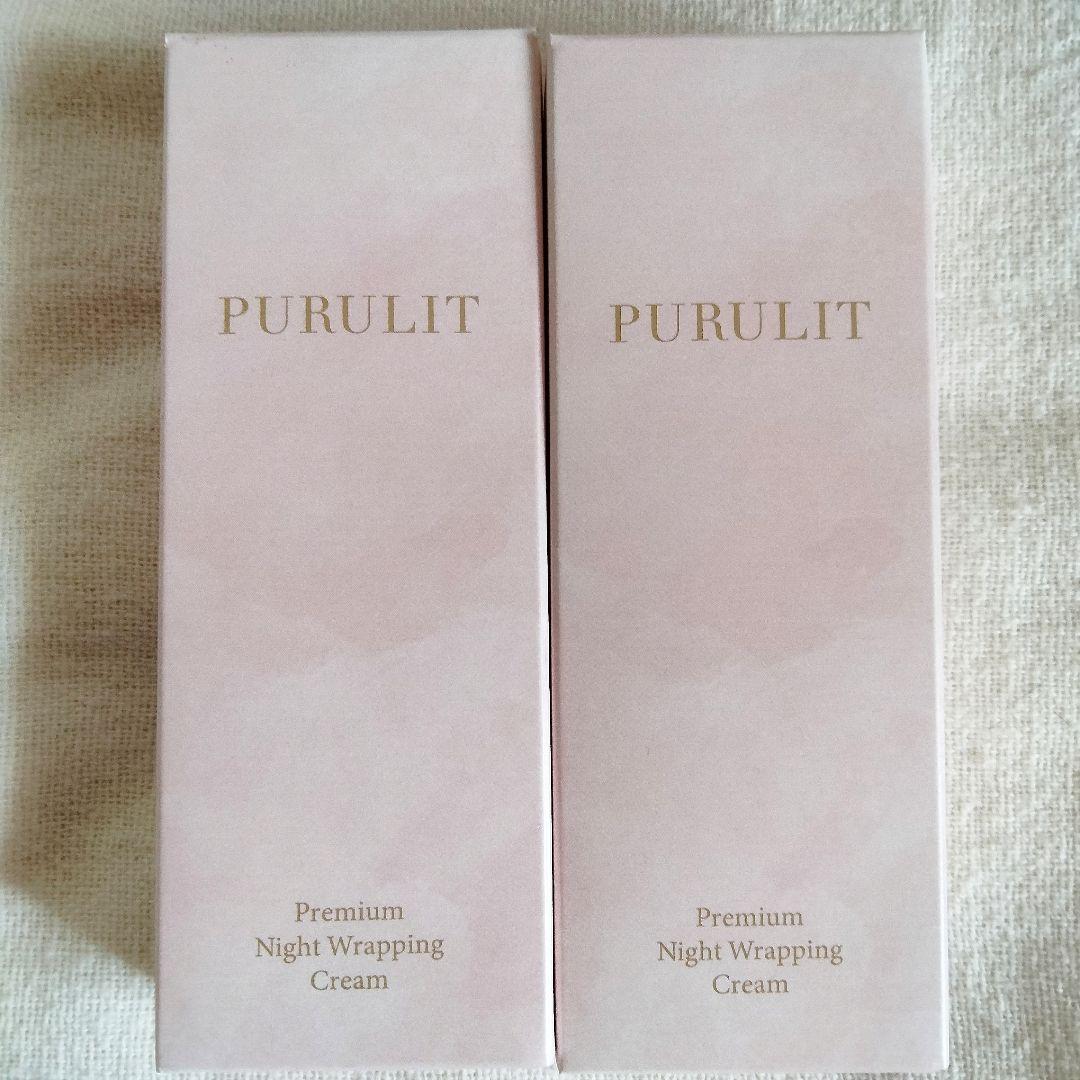 PURULIT
Premium
Night Wrapping
Cream
PURULIT
Premium
Night Wrapping
Cream